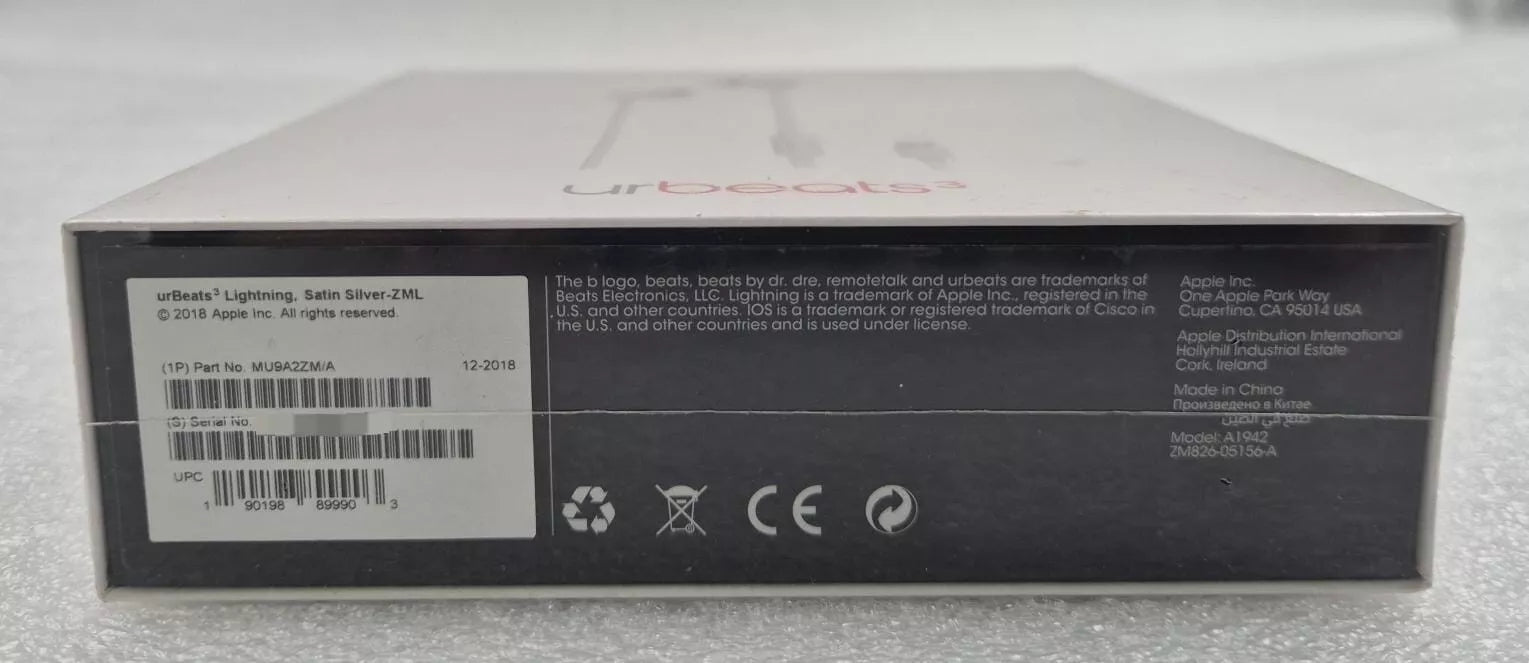 urbeats³
urBeats³ Lightning, Satin Silver-ZML
© 2018 Apple Inc. All rights reserved.
(1P) Part No. MU9A2ZM/A 12-2018
(S) Serial No.
UPC
1 90198 89990 3
The b logo, beats, beats by dr. dre, remotetalk and urbeats are trademarks of
Beats Electronics, LLC. Lightning is a trademark of Apple Inc., registered in the
U.S. and other countries. IOS is a trademark or registered trademark of Cisco in
the U.S. and other countries and is used under license.
CE
Apple Inc.
One Apple Park Way
Cupertino, CA 95014 USA
Apple Distribution International
Hollyhill Industrial Estate
Cork, Ireland
Made in China
Произведено в Китае
صنع في الصين
Model: A1942
ZM826-05156-A